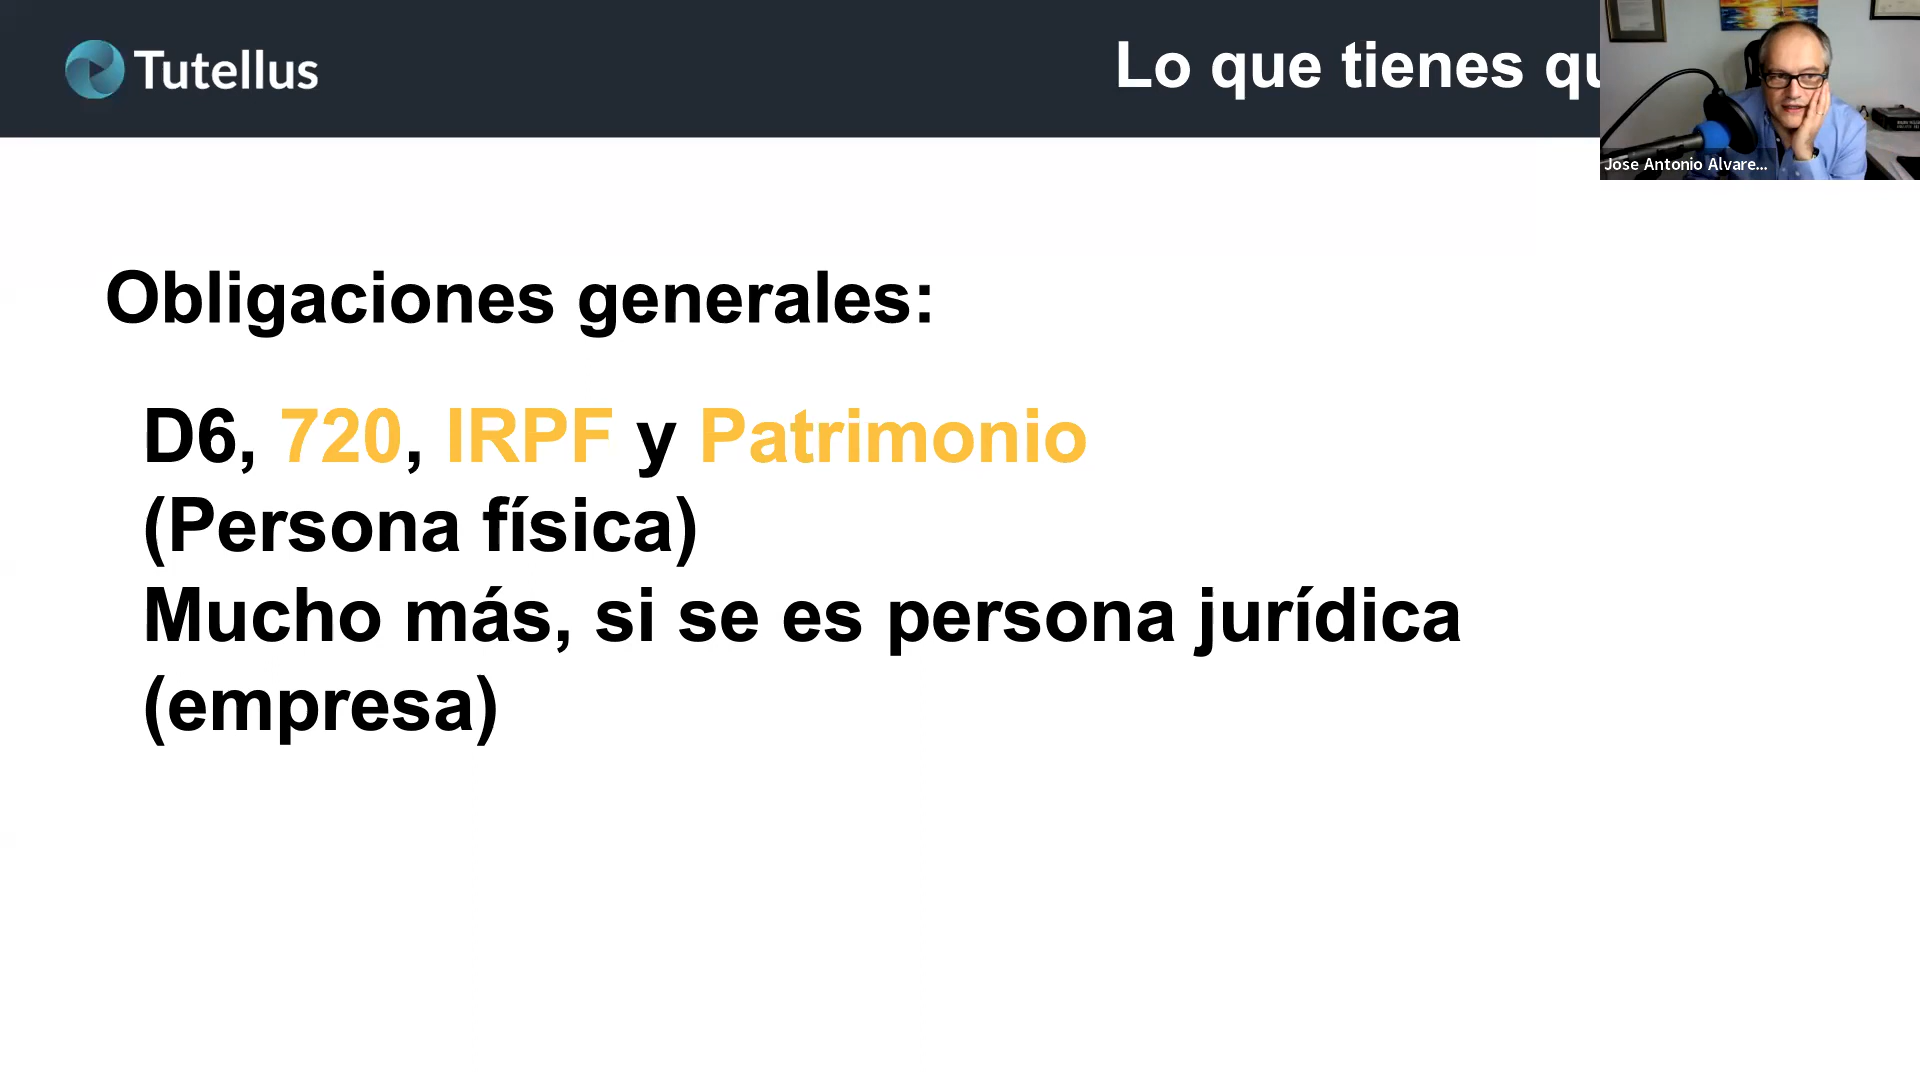 Tutellus
Lo que tienes qu
Jose Antonio Alvare...
Obligaciones generales:
D6, 720, IRPF y Patrimonio
(Persona física)
Mucho más, si se es persona jurídica
(empresa)